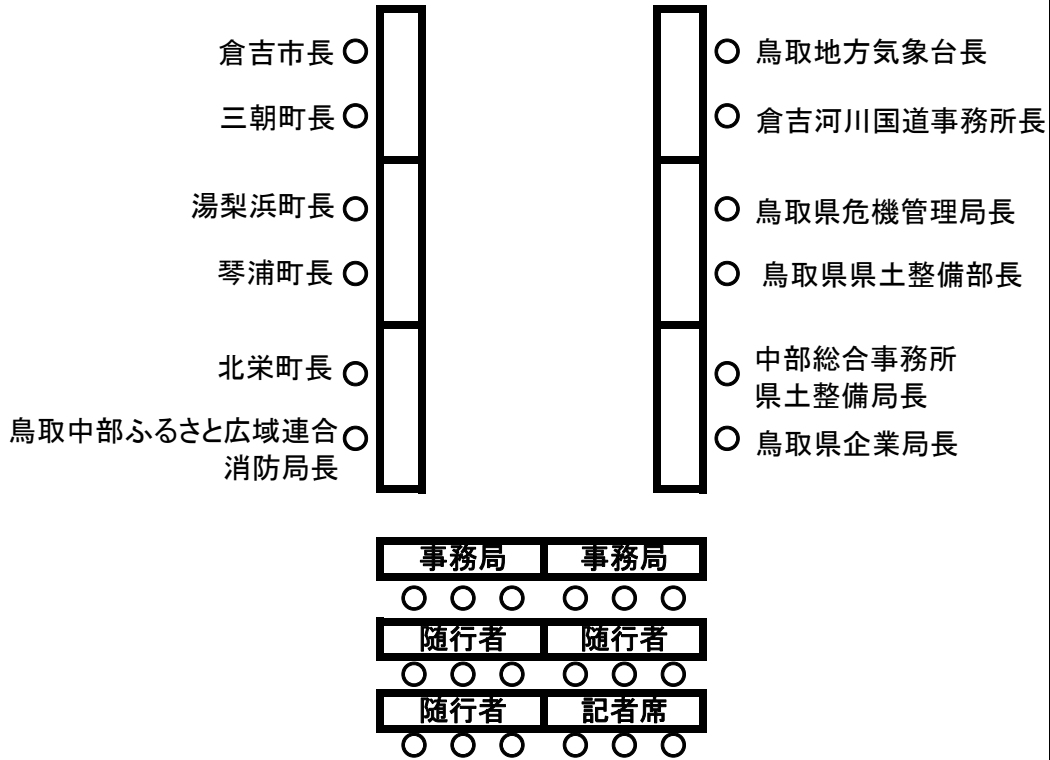 倉吉市長
三朝町長
湯梨浜町長
琴浦町長
北栄町長
鳥取中部ふるさと広域連合
消防局長
鳥取地方気象台長
倉吉河川国道事務所長
鳥取県危機管理局長
鳥取県県土整備部長
中部総合事務所
県土整備局長
鳥取県企業局長
事務局 事務局
随行者 随行者
随行者 記者席